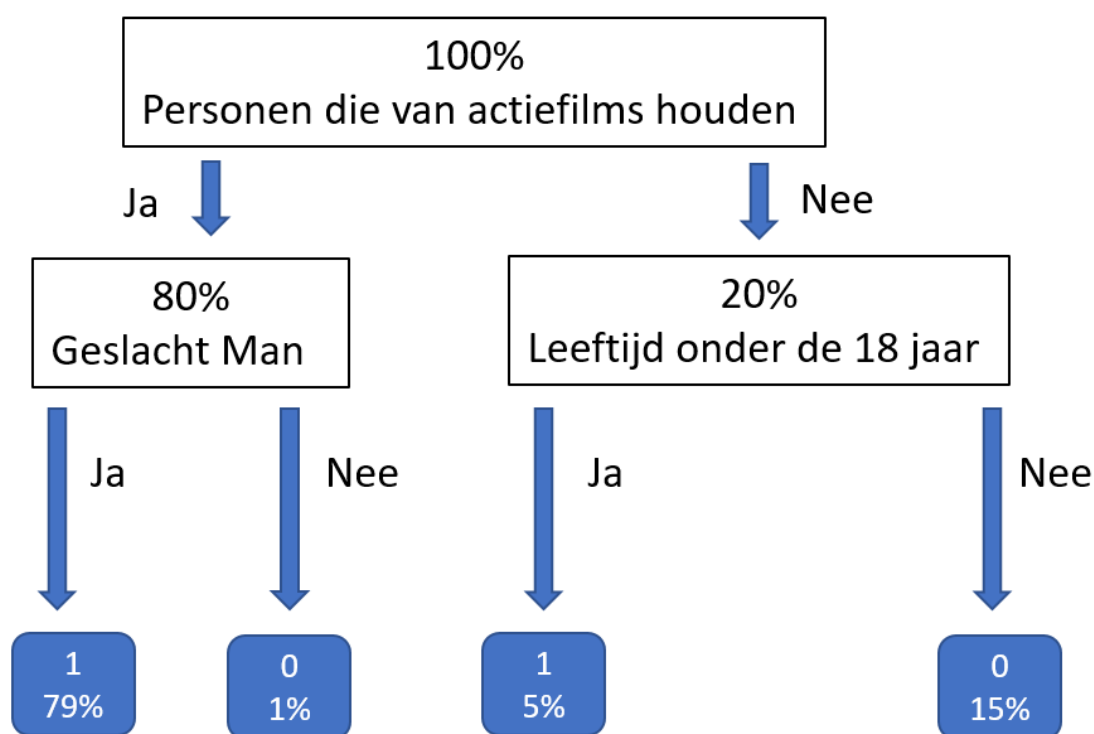 100%
Personen die van actiefilms houden
Ja
Nee
80%
Geslacht Man
20%
Leeftijd onder de 18 jaar
Ja
Nee
Ja
Nee
1
79%
0
1%
1
5%
0
15%